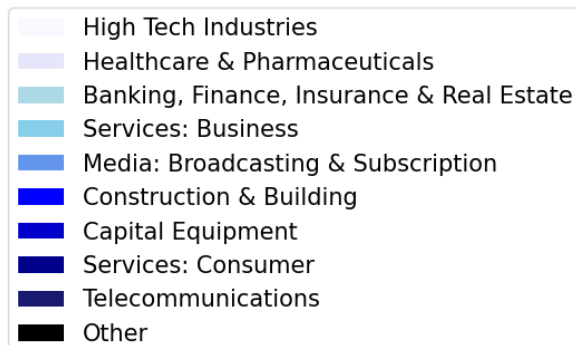 High Tech Industries
Healthcare & Pharmaceuticals
Banking, Finance, Insurance & Real Estate
Services: Business
Media: Broadcasting & Subscription
Construction & Building
Capital Equipment
Services: Consumer
Telecommunications
Other